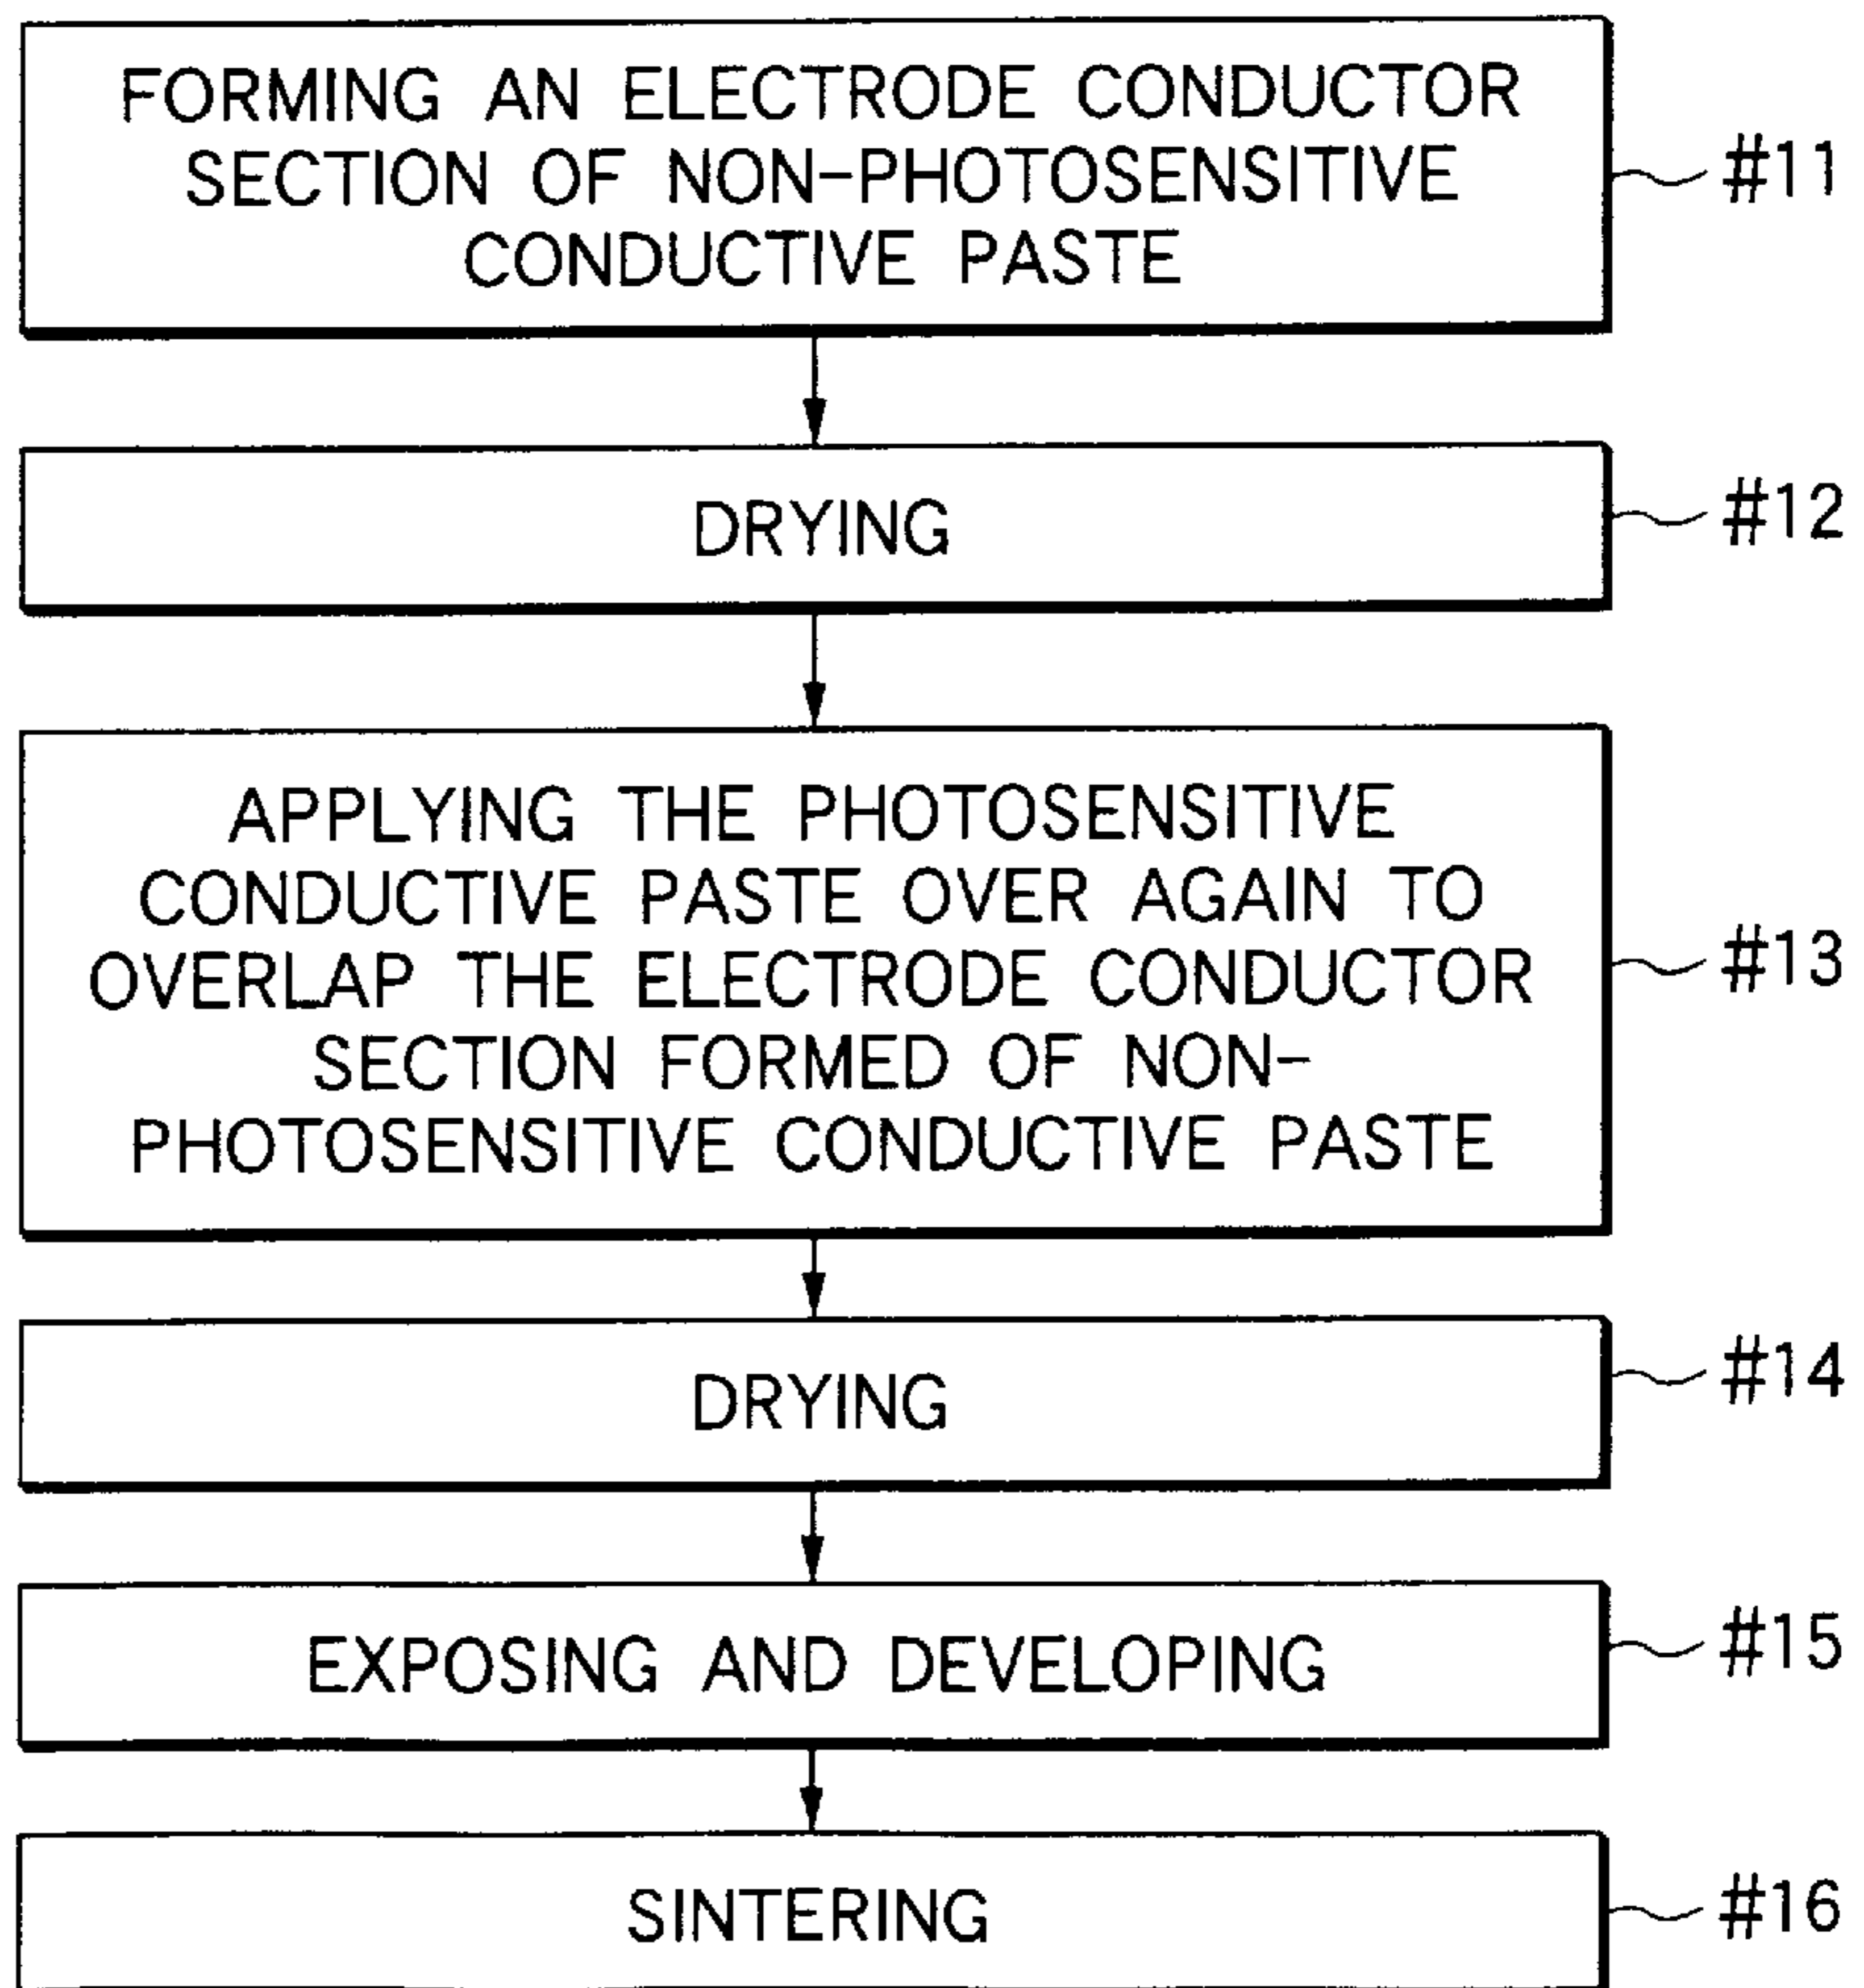 FORMING AN ELECTRODE CONDUCTOR
SECTION OF NON-PHOTOSENSITIVE
CONDUCTIVE PASTE
#11
DRYING
#12
APPLYING THE PHOTOSENSITIVE
CONDUCTIVE PASTE OVER AGAIN TO
OVERLAP THE ELECTRODE CONDUCTOR
SECTION FORMED OF NON-
PHOTOSENSITIVE CONDUCTIVE PASTE
#13
DRYING
#14
EXPOSING AND DEVELOPING
#15
SINTERING
#16